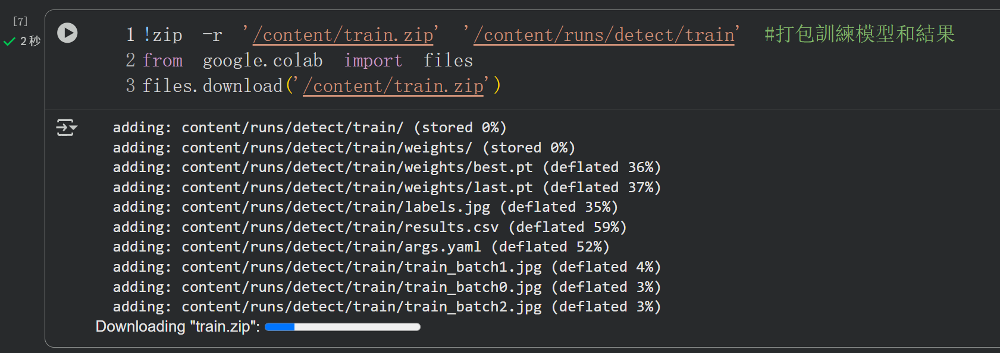 [7]
2 秒
1 !zip -r '/content/train.zip' '/content/runs/detect/train' #打包訓練模型和結果
2 from google.colab import files
3 files.download('/content/train.zip')
adding: content/runs/detect/train/ (stored 0%)
adding: content/runs/detect/train/weights/ (stored 0%)
adding: content/runs/detect/train/weights/best.pt (deflated 36%)
adding: content/runs/detect/train/weights/last.pt (deflated 37%)
adding: content/runs/detect/train/labels.jpg (deflated 35%)
adding: content/runs/detect/train/results.csv (deflated 59%)
adding: content/runs/detect/train/args.yaml (deflated 52%)
adding: content/runs/detect/train/train_batch1.jpg (deflated 4%)
adding: content/runs/detect/train/train_batch0.jpg (deflated 3%)
adding: content/runs/detect/train/train_batch2.jpg (deflated 3%)
Downloading "train.zip":